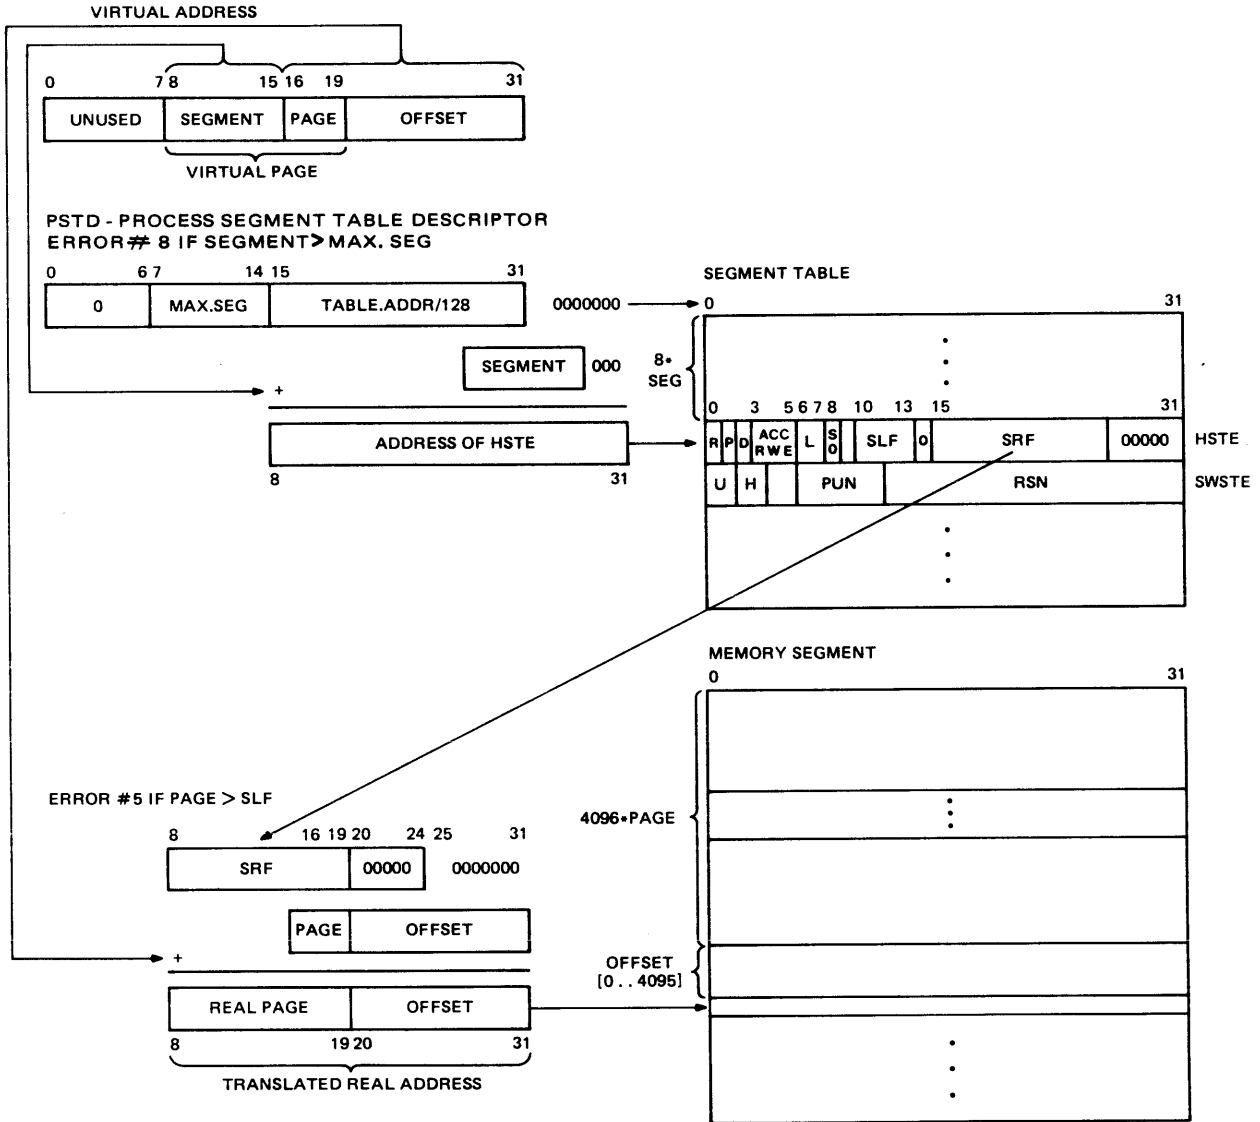 VIRTUAL ADDRESS
0 7 8 15 16 19 31
UNUSED SEGMENT PAGE OFFSET
VIRTUAL PAGE
PSTD - PROCESS SEGMENT TABLE DESCRIPTOR
ERROR # 8 IF SEGMENT > MAX. SEG
0 6 7 14 15 31
0 MAX.SEG TABLE.ADDR/128 0000000
SEGMENT 000
+
ADDRESS OF HSTE
8 31
SEGMENT TABLE
0 31
8*
SEG
0 3 5 6 7 8 10 13 15 31
R P D ACC RWE L S0 SLF 0 SRF 00000 HSTE
U H PUN RSN SWSTE
MEMORY SEGMENT
0 31
4096*PAGE
OFFSET
[0 . . 4095]
ERROR #5 IF PAGE > SLF
8 16 19 20 24 25 31
SRF 00000 0000000
PAGE OFFSET
+
REAL PAGE OFFSET
8 19 20 31
TRANSLATED REAL ADDRESS